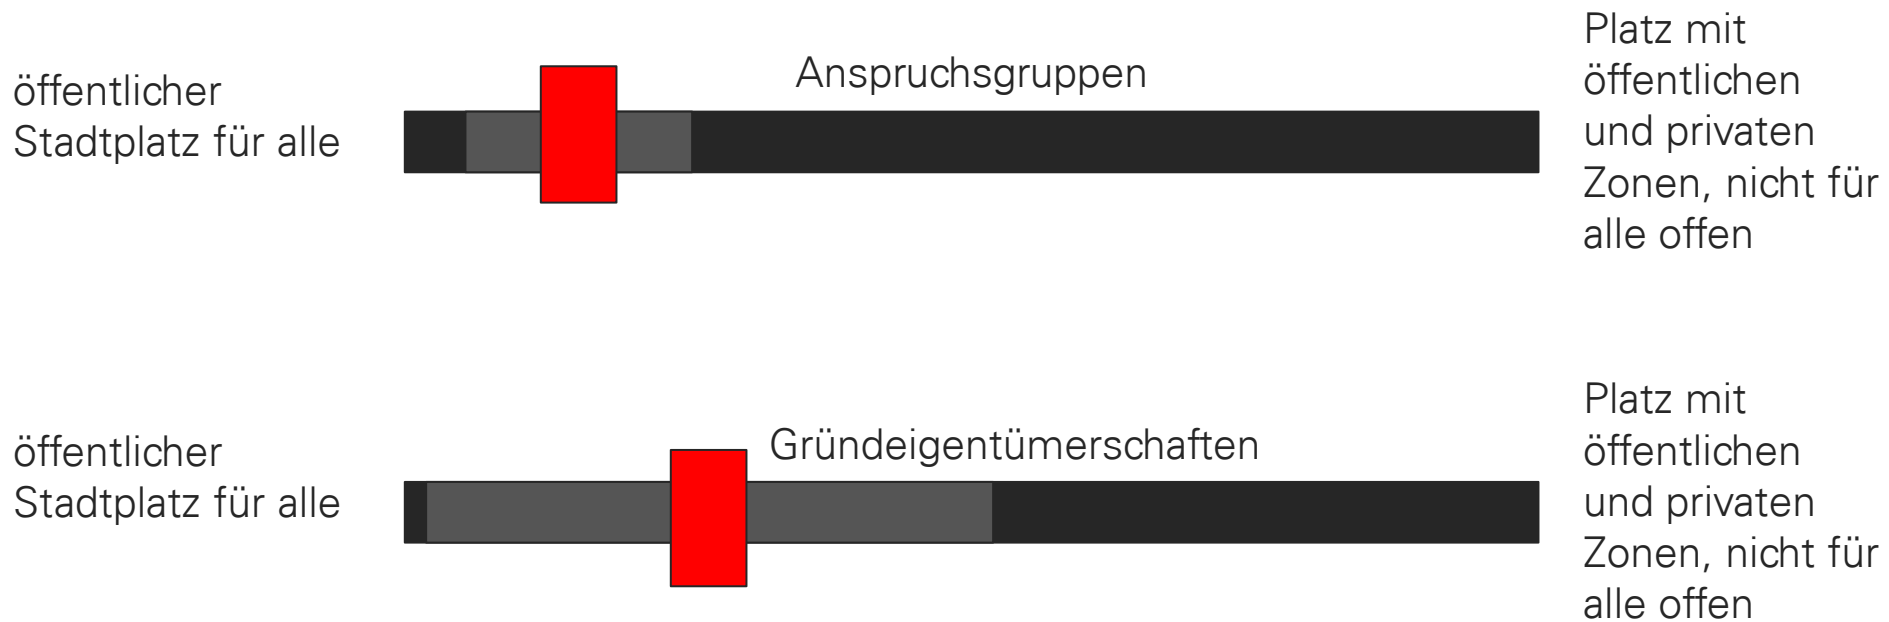 öffentlicher
Stadtplatz für alle
Anspruchsgruppen
Platz mit
öffentlichen
und privaten
Zonen, nicht für
alle offen
öffentlicher
Stadtplatz für alle
Gründeigentümerschaften
Platz mit
öffentlichen
und privaten
Zonen, nicht für
alle offen